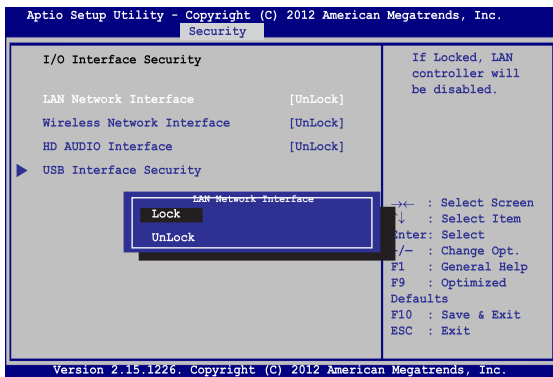 Aptio Setup Utility - Copyright (C) 2012 American Megatrends, Inc.
Security
I/O Interface Security
LAN Network Interface [UnLock]
Wireless Network Interface [UnLock]
HD AUDIO Interface [UnLock]
USB Interface Security
LAN Network Interface
Lock
UnLock
If Locked, LAN
controller will
be disabled.
→← : Select Screen
↑↓ : Select Item
Enter: Select
+/— : Change Opt.
F1 : General Help
F9 : Optimized
Defaults
F10 : Save & Exit
ESC : Exit
Version 2.15.1226. Copyright (C) 2012 American Megatrends, Inc.